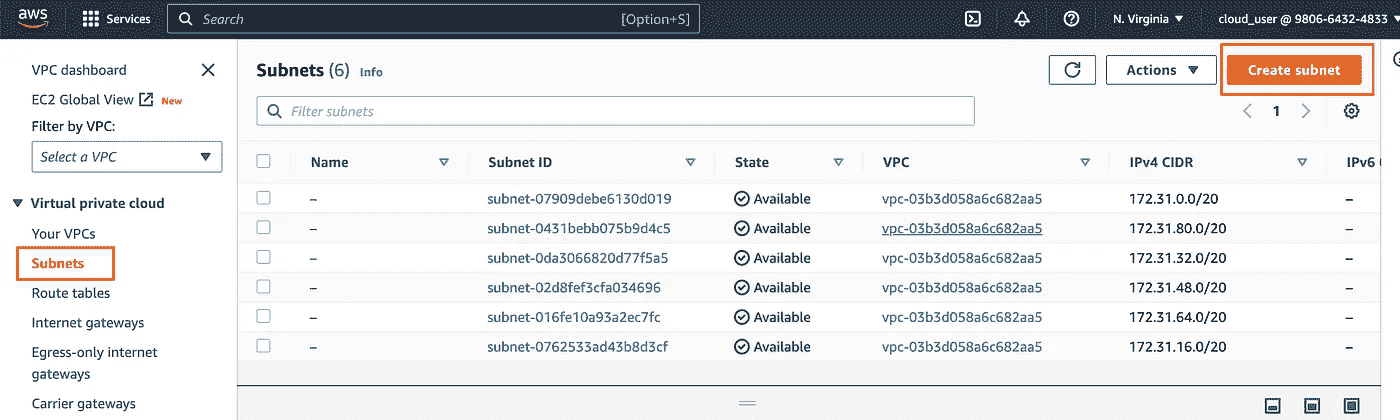 aws Services Search [Option+S] N. Virginia cloud_user @ 9806-6432-4833
VPC dashboard
EC2 Global View New
Filter by VPC:
Select a VPC
Virtual private cloud
Your VPCs
Subnets
Route tables
Internet gateways
Egress-only internet
gateways
Carrier gateways
Subnets (6) Info Actions Create subnet
Filter subnets 1
Name Subnet ID State VPC IPv4 CIDR IPv6
– subnet-07909debe6130d019 Available vpc-03b3d058a6c682aa5 172.31.0.0/20 –
– subnet-0431bebb075b9d4c5 Available vpc-03b3d058a6c682aa5 172.31.80.0/20 –
– subnet-0da3066820d77f5a5 Available vpc-03b3d058a6c682aa5 172.31.32.0/20 –
– subnet-02d8fef3cfa034696 Available vpc-03b3d058a6c682aa5 172.31.48.0/20 –
– subnet-016fe10a93a2ec7fc Available vpc-03b3d058a6c682aa5 172.31.64.0/20 –
– subnet-0762533ad43b8d3cf Available vpc-03b3d058a6c682aa5 172.31.16.0/20 –